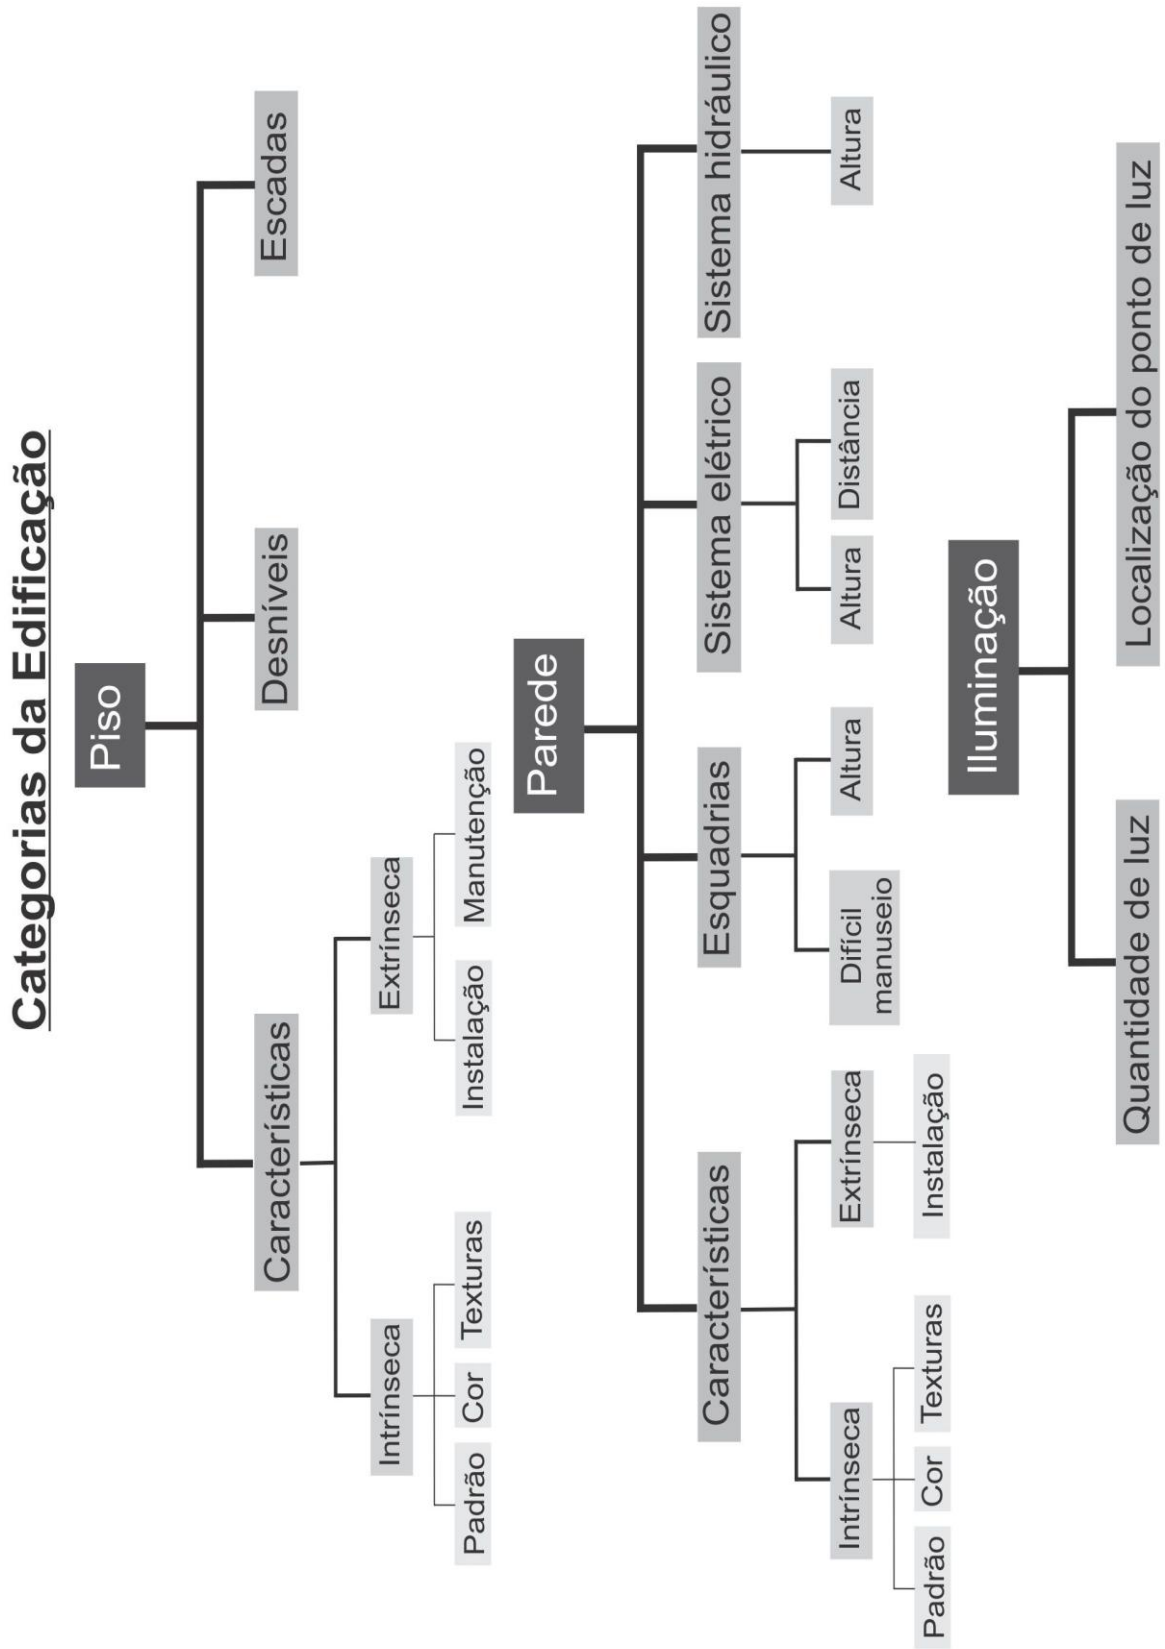 Categorias da Edificação
Piso
Características
Desníveis
Escadas
Intrínseca
Extrínseca
Padrão
Cor
Texturas
Instalação
Manutenção
Parede
Características
Esquadrias
Sistema elétrico
Sistema hidráulico
Intrínseca
Extrínseca
Difícil
manuseio
Altura
Altura
Distância
Altura
Padrão
Cor
Texturas
Instalação
Iluminação
Quantidade de luz
Localização do ponto de luz